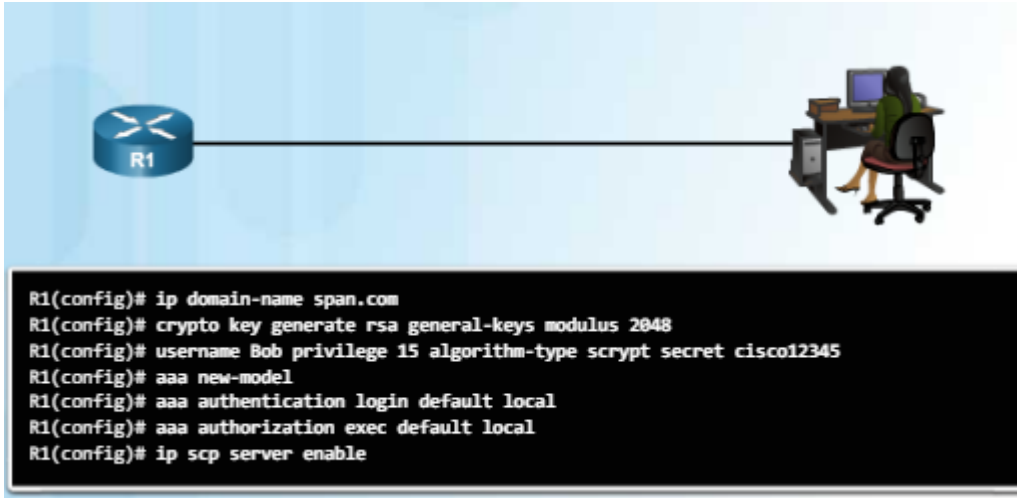 R1
R1(config)# ip domain-name span.com
R1(config)# crypto key generate rsa general-keys modulus 2048
R1(config)# username Bob privilege 15 algorithm-type scrypt secret cisco12345
R1(config)# aaa new-model
R1(config)# aaa authentication login default local
R1(config)# aaa authorization exec default local
R1(config)# ip scp server enable